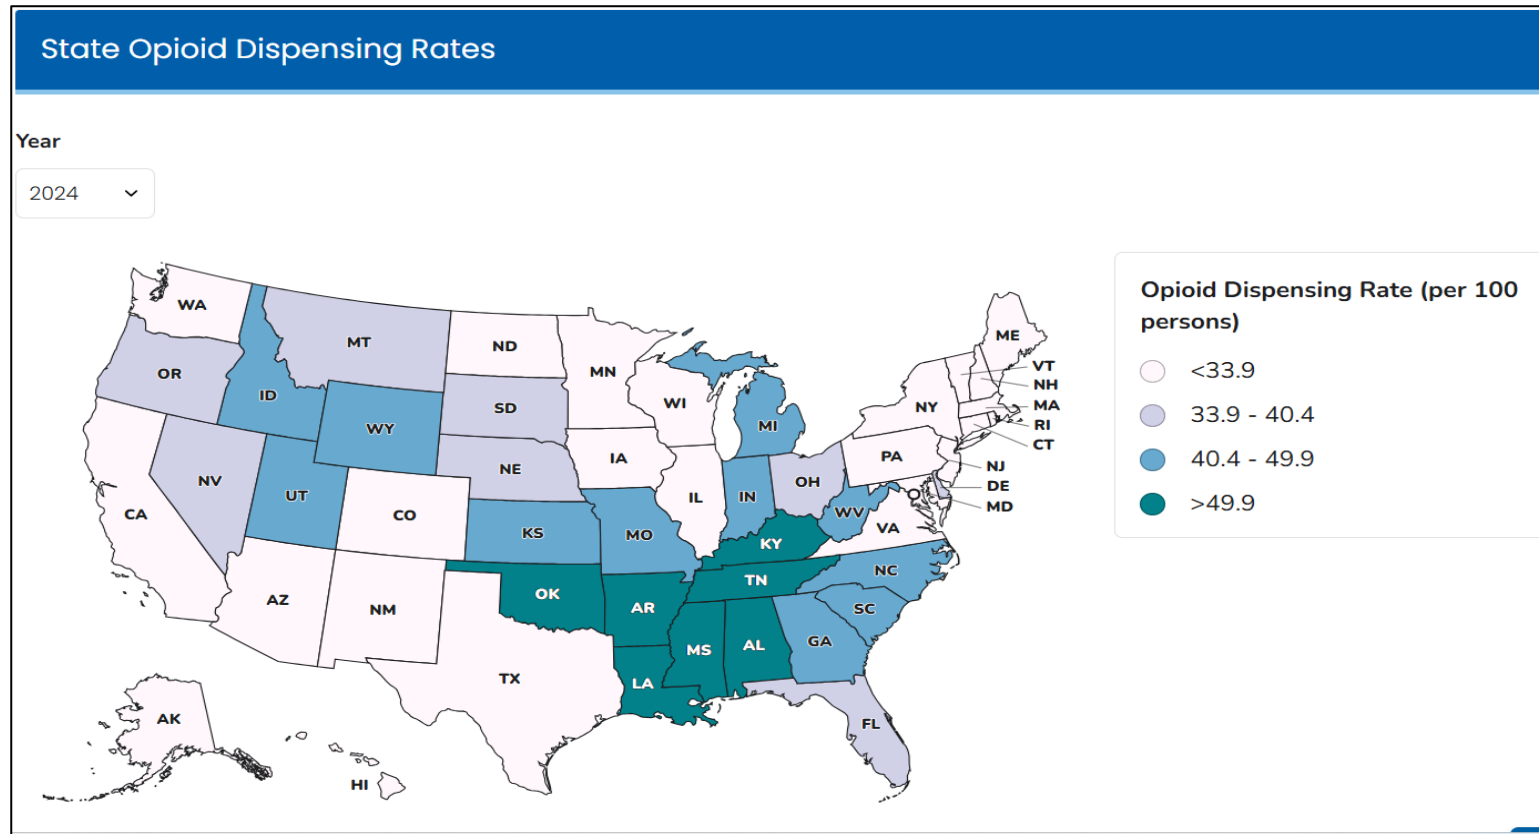 State Opioid Dispensing Rates
Year
2024
Opioid Dispensing Rate (per 100
persons)
<33.9
33.9 - 40.4
40.4 - 49.9
>49.9
WA
ME
MT
ND
VT
OR
MN
NH
ID
SD
WI
NY
MA
WY
MI
RI
CT
NE
IA
PA
NJ
NV
UT
IL
IN
OH
DE
CA
CO
WV
MD
KS
MO
VA
KY
NC
TN
AZ
NM
OK
AR
SC
MS
AL
GA
TX
LA
AK
FL
HI